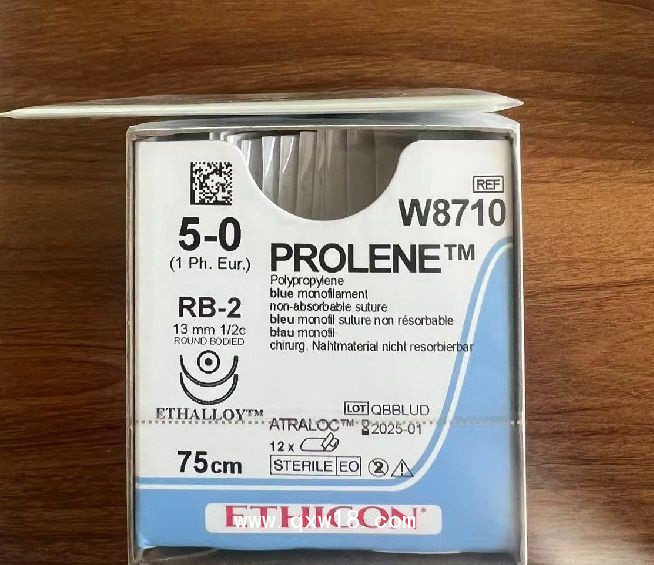 REF
W8710
5-0
(1 Ph. Eur.)
PROLENE™
Polypropylene
blue monofilament
non-absorbable suture
bleu monofil suture non résorbable
blau monofil
chirurg. Nahtmaterial nicht resorbierbar
RB-2
13 mm 1/2c
ROUND BODIED
ETHALLOY™
LOT QBBLUD
ATRALOC™ 2025-01
12 x
75cm
STERILE EO 2
ETHICON*
www.qxw18.com